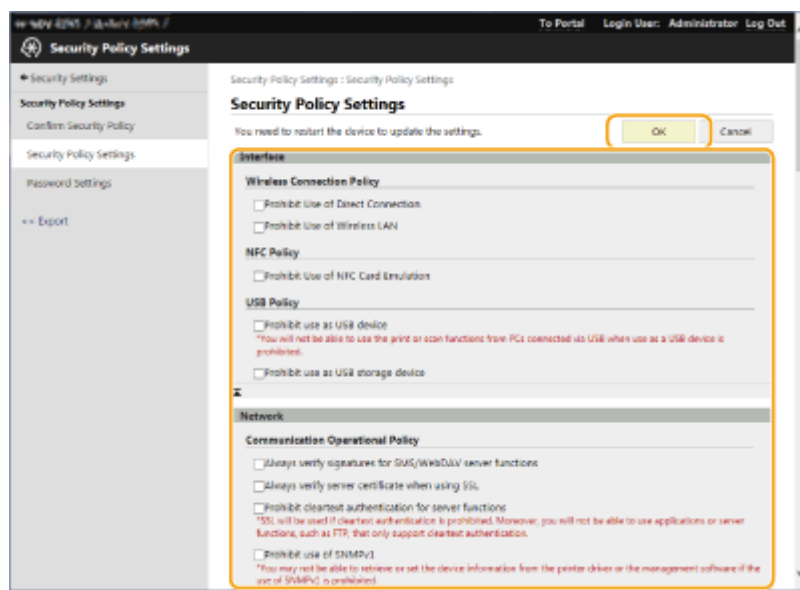 To Portal Login User: Administrator Log Out
Security Policy Settings
Security Settings
Security Policy Settings : Security Policy Settings
Security Policy Settings
Security Policy Settings
Confirm Security Policy
You need to restart the device to update the settings.
OK
Cancel
Security Policy Settings
Password Settings
Export
Interface
Wireless Connection Policy
Prohibit Use of Direct Connection
Prohibit Use of Wireless LAN
NFC Policy
Prohibit Use of NFC Card Emulation
USB Policy
Prohibit use as USB device
*You will not be able to use the print or scan functions from PCs connected via USB when use as a USB device is
prohibited.
Prohibit use as USB storage device
Network
Communication Operational Policy
Always verify signatures for SMS/WebDAV server functions
Always verify server certificate when using SSL
Prohibit cleartext authentication for server functions
*SSL will be used if cleartext authentication is prohibited. Moreover, you will not be able to use applications or server
functions, such as FTP, that only support cleartext authentication.
Prohibit use of SNMPv1
*You may not be able to retrieve or set the device information from the printer driver or the management software if the
use of SNMPv1 is prohibited.